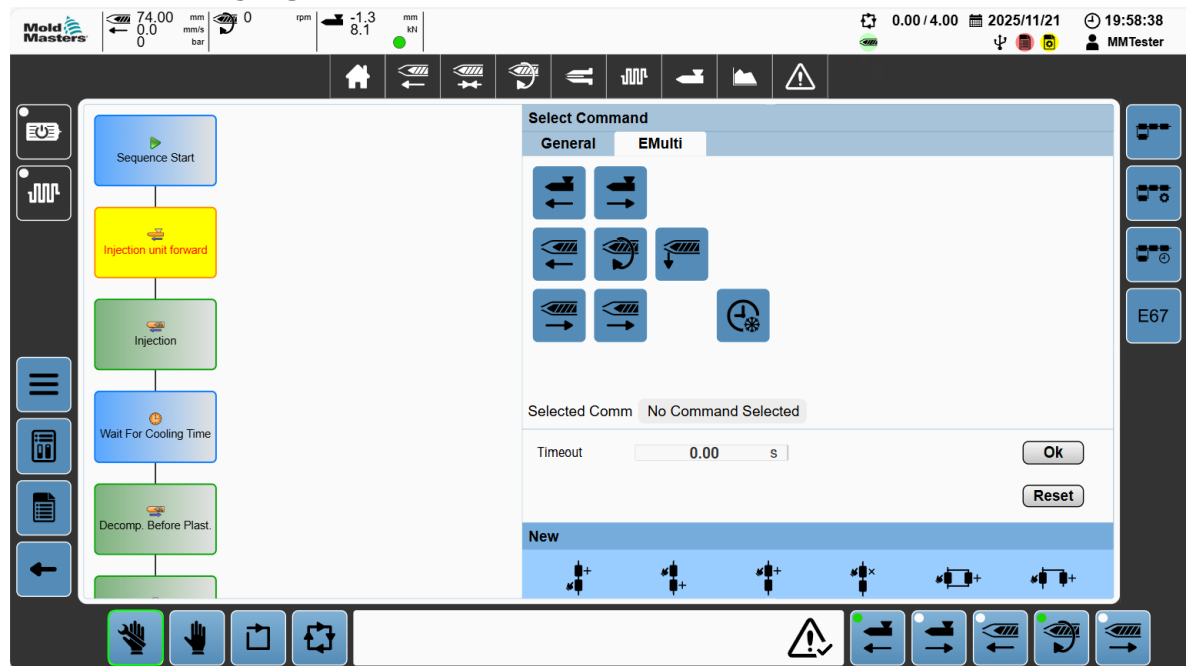 Mold
Masters
74.00 mm
0.0 mm/s
0 bar
0 rpm
-1.3 mm
8.1 kN
0.00 / 4.00
2025/11/21
19:58:38
MMTester
Select Command
General EMulti
Sequence Start
Injection unit forward
Injection
Wait For Cooling Time
Decomp. Before Plast.
E67
Selected Comm No Command Selected
Timeout 0.00 s Ok
Reset
New